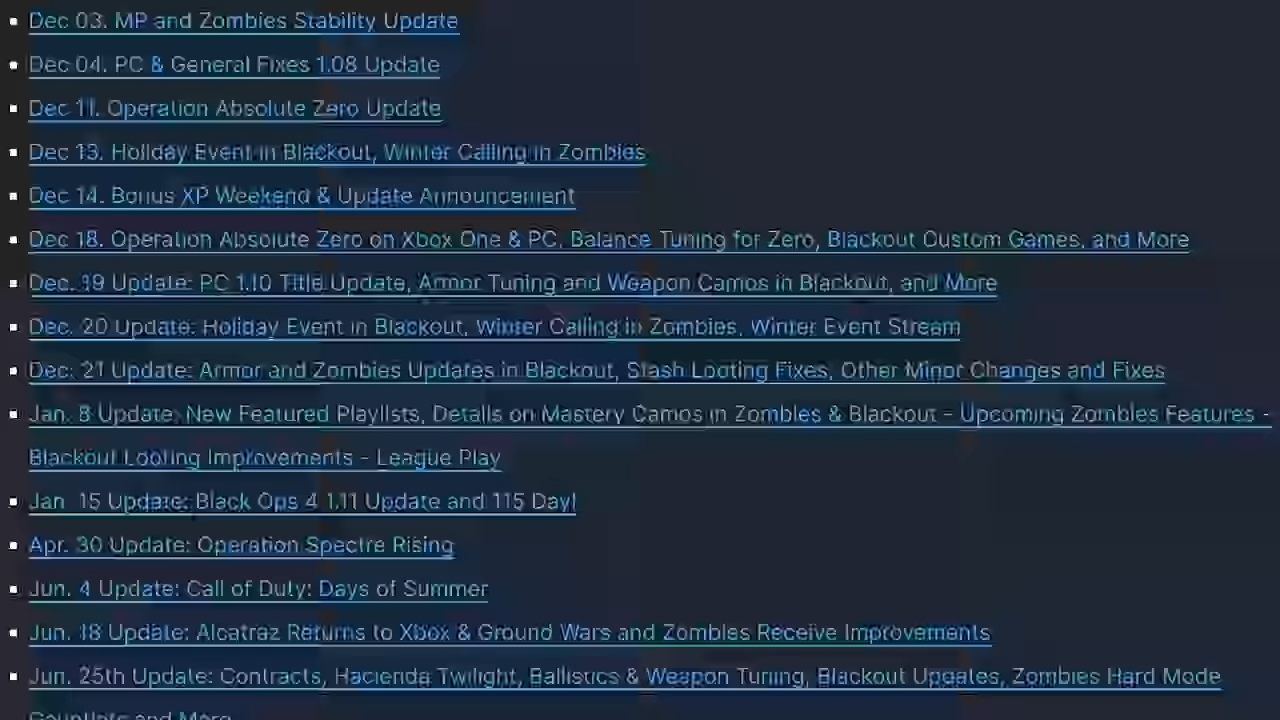 Dec 03. MP and Zombies Stability Update
Dec 04. PC & General Fixes 1.08 Update
Dec 11. Operation Absolute Zero Update
Dec 13. Holiday Event in Blackout, Winter Calling in Zombies
Dec 14. Bonus XP Weekend & Update Announcement
Dec 18. Operation Absolute Zero on Xbox One & PC, Balance Tuning for Zero, Blackout Custom Games, and More
Dec. 19 Update: PC 1.10 Title Update, Armor Tuning and Weapon Camos in Blackout, and More
Dec. 20 Update: Holiday Event in Blackout, Winter Calling in Zombies, Winter Event Stream
Dec. 21 Update: Armor and Zombies Updates in Blackout, Stash Looting Fixes, Other Minor Changes and Fixes
Jan. 8 Update: New Featured Playlists, Details on Mastery Camos in Zombies & Blackout - Upcoming Zombies Features -
Blackout Looting Improvements - League Play
Jan 15 Update: Black Ops 4 1.11 Update and 115 Day!
Apr. 30 Update: Operation Spectre Rising
Jun. 4 Update: Call of Duty: Days of Summer
Jun. 18 Update: Alcatraz Returns to Xbox & Ground Wars and Zombies Receive Improvements
Jun. 25th Update: Contracts, Hacienda Twilight, Ballistics & Weapon Tuning, Blackout Updates, Zombies Hard Mode
Gauntlets and More